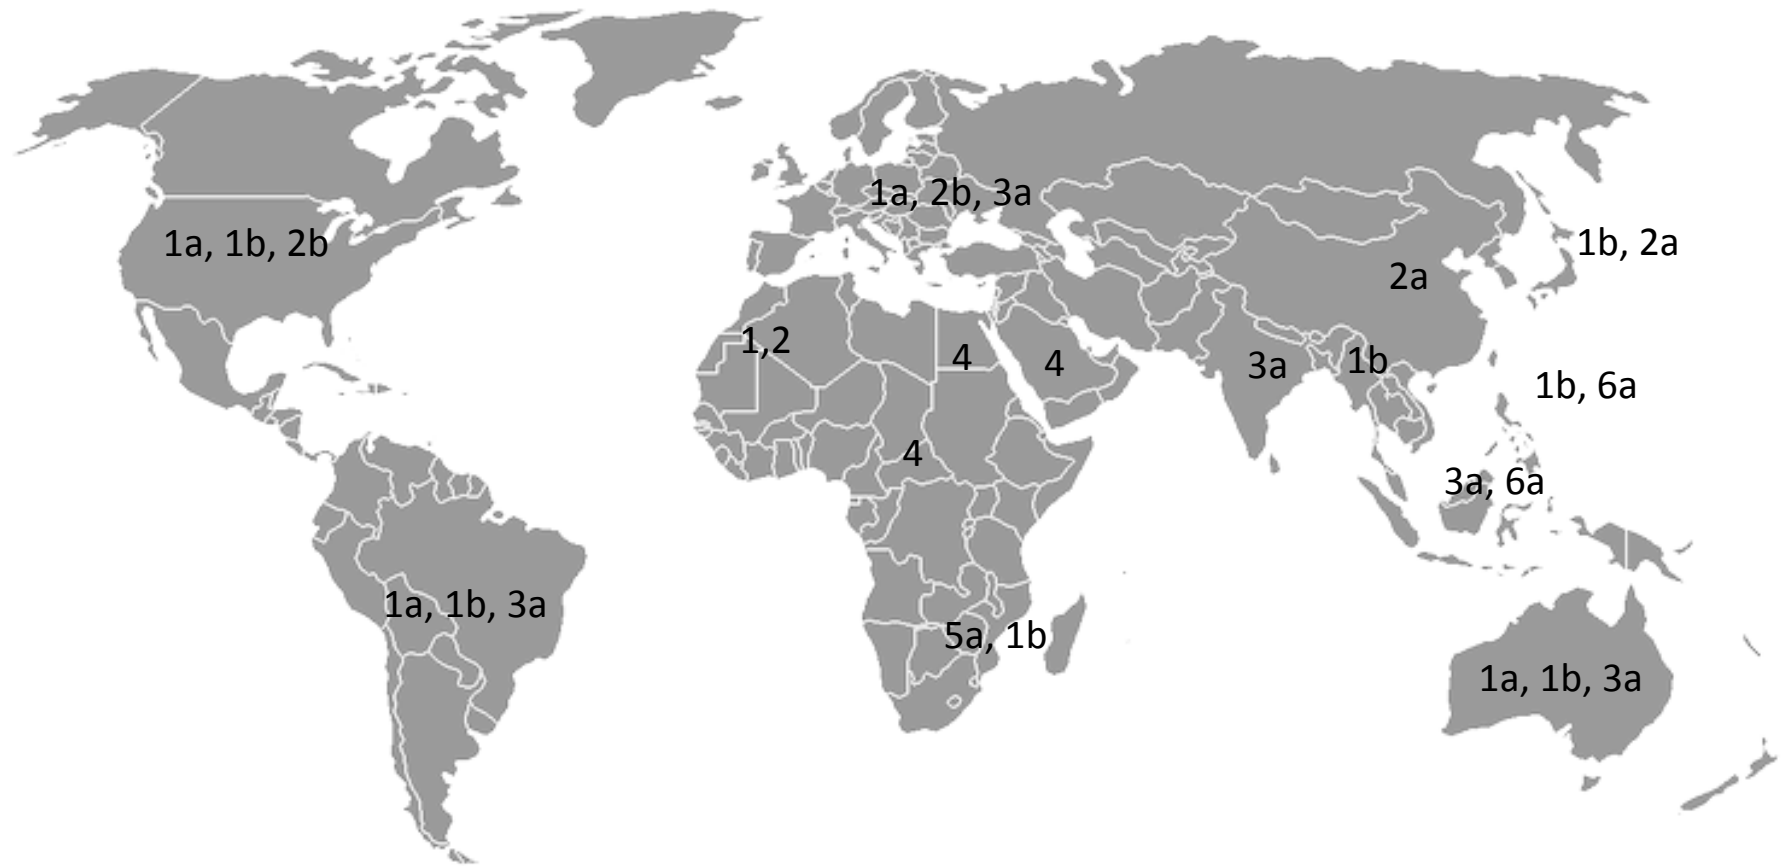 1a, 2b, 3a
1a, 1b, 2b
1b, 2a
2a
1,2
4
4
3a
1b
1b, 6a
4
3a, 6a
1a, 1b, 3a
5a, 1b
1a, 1b, 3a